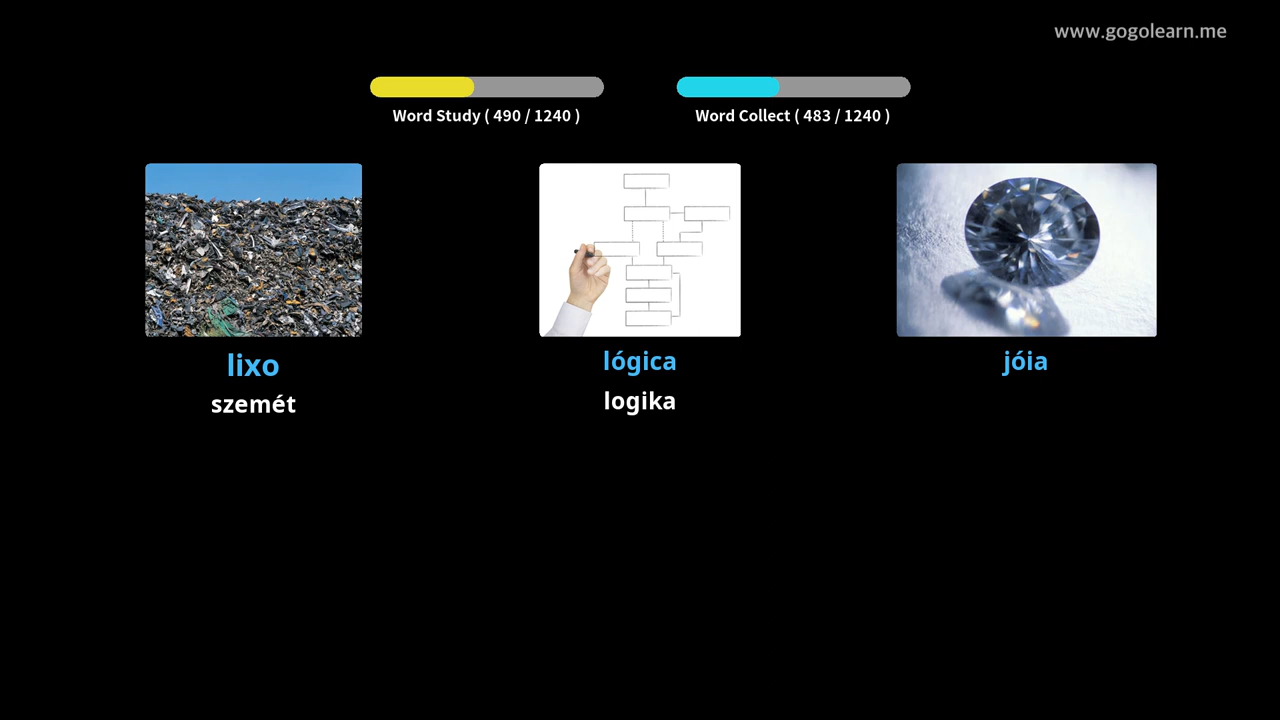 www.gogolearn.me
Word Study ( 490 / 1240 )
Word Collect ( 483 / 1240 )
lixo
szemét
lógica
logika
jóia